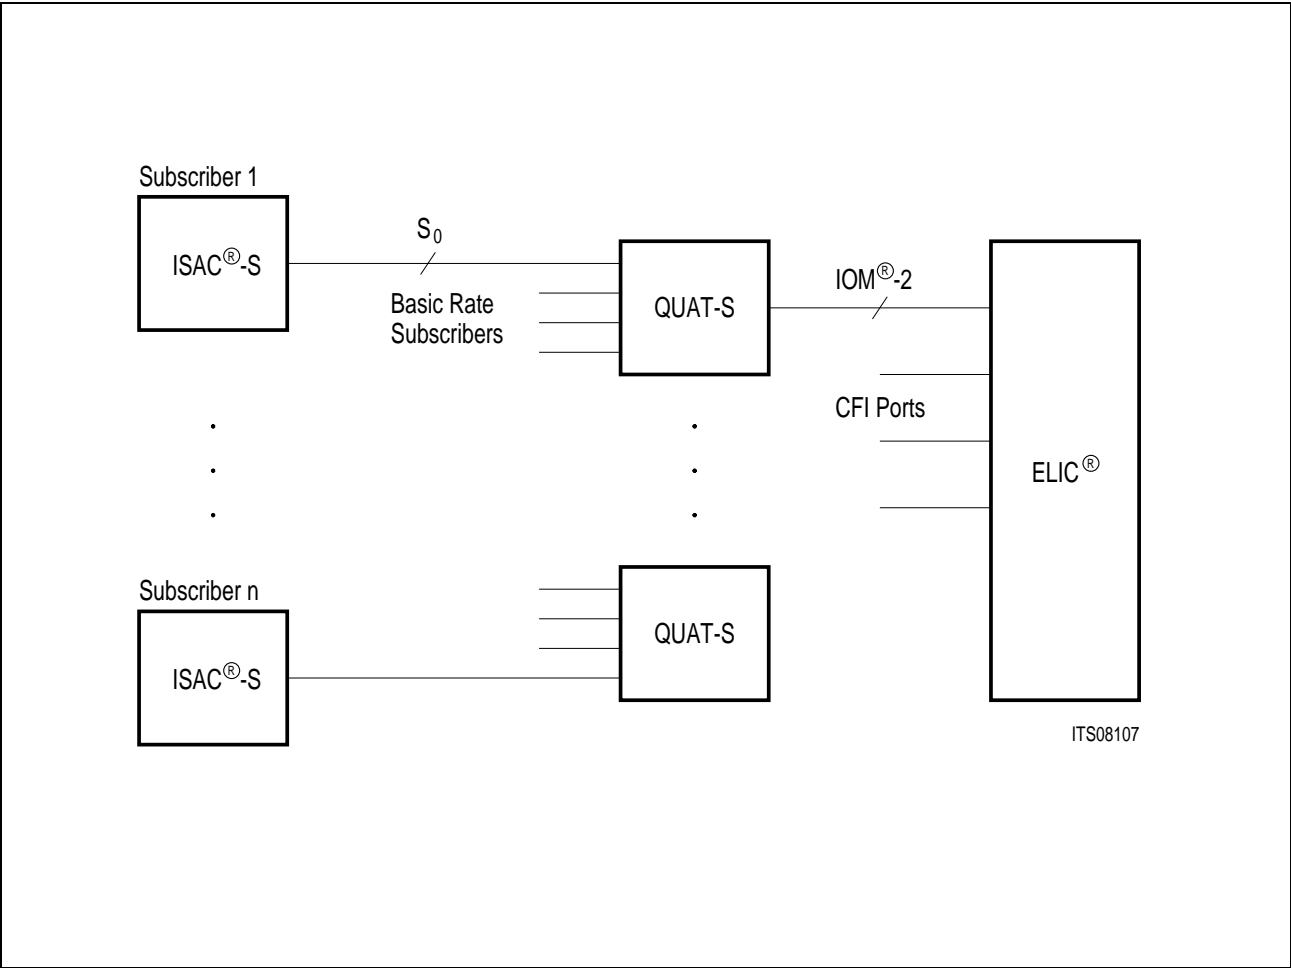 Subscriber 1
ISAC®-S
S0
Basic Rate
Subscribers
QUAT-S
IOM®-2
CFI Ports
ELIC®
Subscriber n
ISAC®-S
QUAT-S
ITS08107